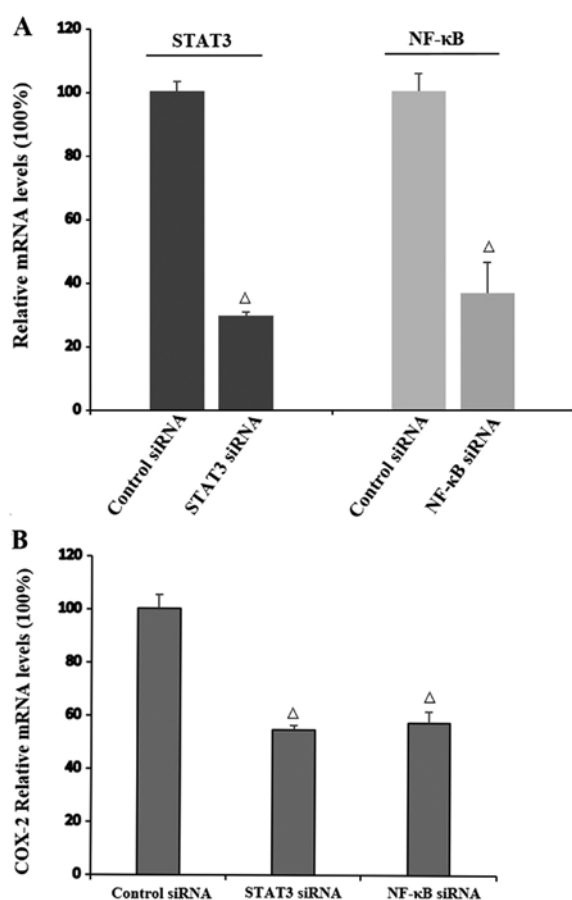 A
120
100
80
60
40
20
0
Relative mRNA levels (100%)
STAT3
NF-κB
△
△
Control siRNA
STAT3 siRNA
Control siRNA
NF-κB siRNA
B
120
100
80
60
40
20
0
COX-2 Relative mRNA levels (100%)
△
△
Control siRNA
STAT3 siRNA
NF-κB siRNA